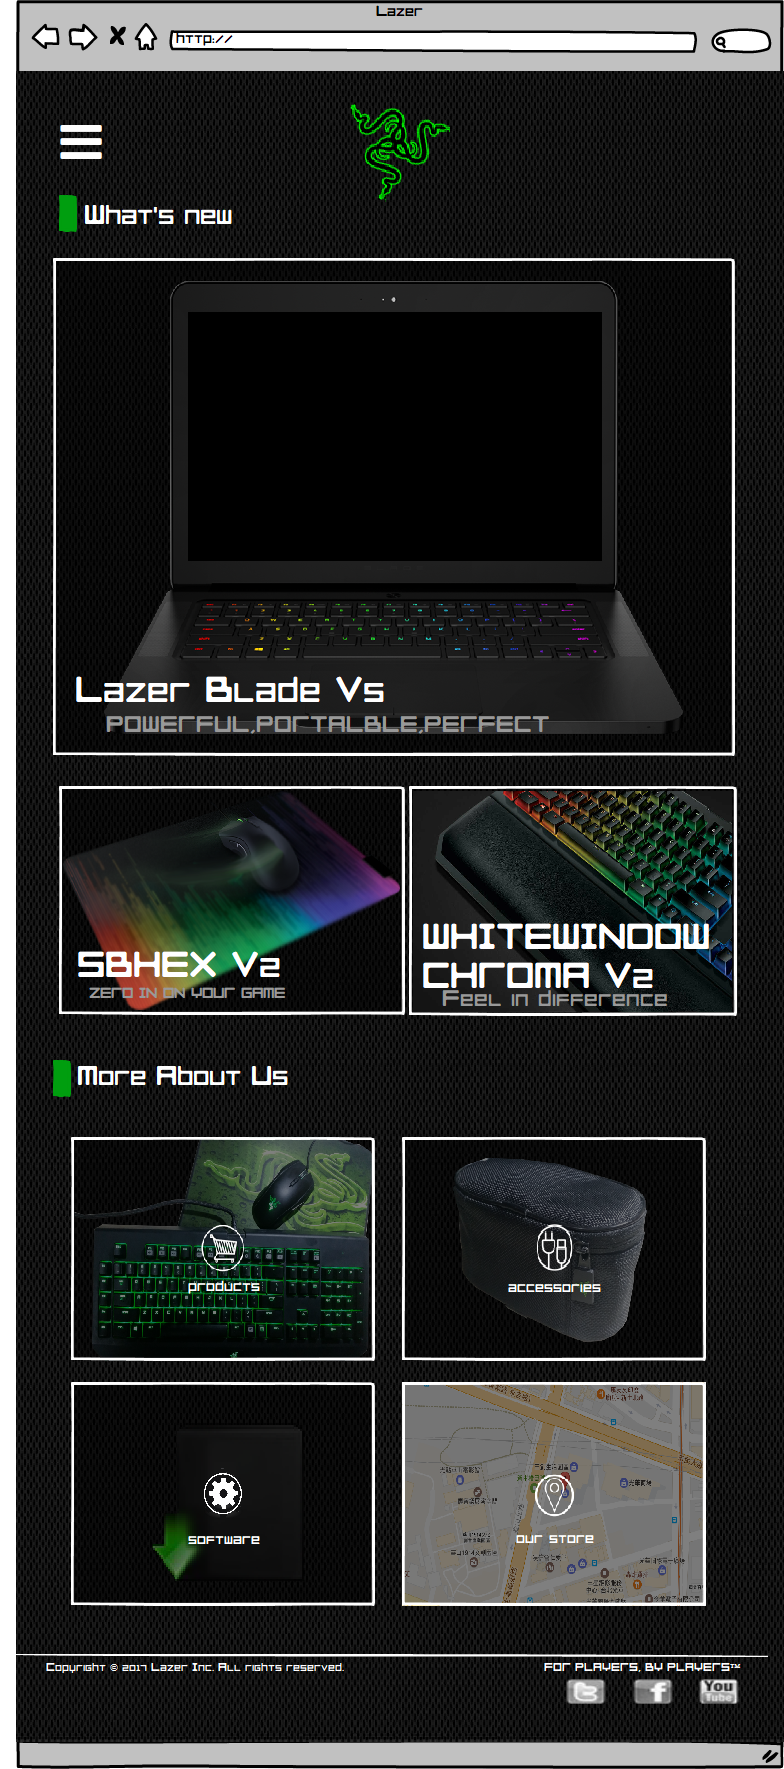 Lazer
http://
What's new
Lazer Blade V5
POWERFUL,PORTALBLE,PERFECT
SBHEX V2
ZERO IN ON YOUR GAME
WHITEWINDOW
CHROMA V2
Feel in difference
More About Us
products
accessories
software
our store
Copyright © 2017 Lazer Inc. All rights reserved.
FOR PLAYERS, BY PLAYERS™
You
Tube